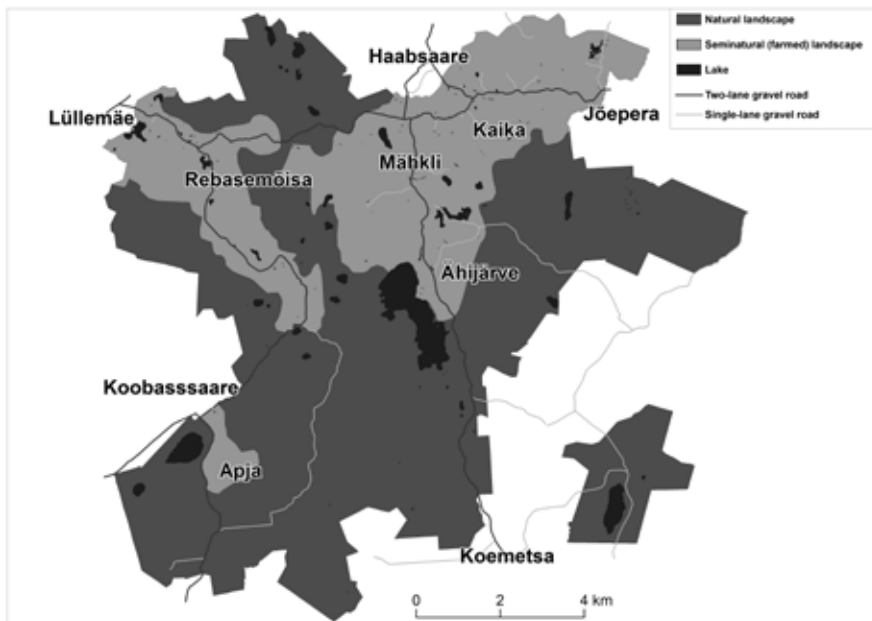 Natural landscape
Seminatural (farmed) landscape
Lake
Two-lane gravel road
Single-lane gravel road
Haabsaare
Lüllemäe
Jõepera
Kaika
Mähkli
Rebasemõisa
Ähijärve
Koobasssaare
Apja
Koemetsa
0 2 4 km